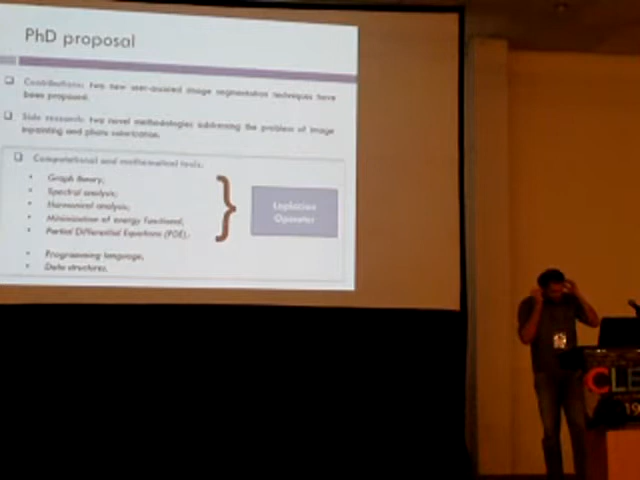 PhD proposal
Contributions: two new user-assisted image segmentation techniques have
been proposed.
Side research: two novel methodologies addressing the problem of image
inpainting and photo colorization.
Computational and mathematical tools:
Graph theory,
Spectral analysis,
Harmonical analysis,
Minimization of energy functional,
Partial Differential Equations (PDE),
Programming language,
Data structures.
Laplacian
Operator
CLE
19